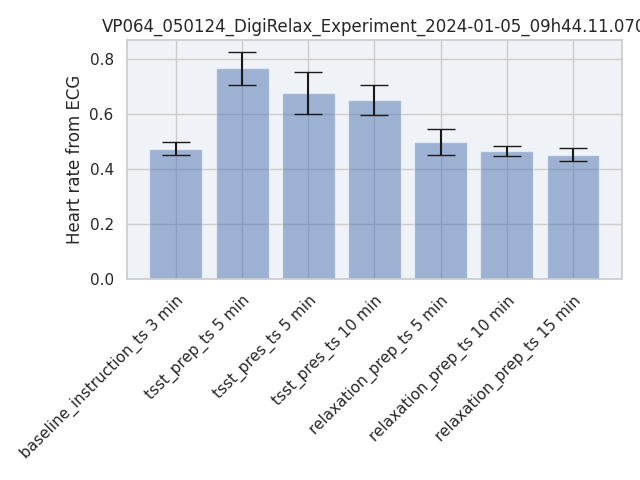 VP064_050124_DigiRelax_Experiment_2024-01-05_09h44.11.070
Heart rate from ECG
0.8
0.6
0.4
0.2
0.0
baseline_instruction_ts 3 min
tsst_prep_ts 5 min
tsst_pres_ts 5 min
tsst_pres_ts 10 min
relaxation_prep_ts 5 min
relaxation_prep_ts 10 min
relaxation_prep_ts 15 min